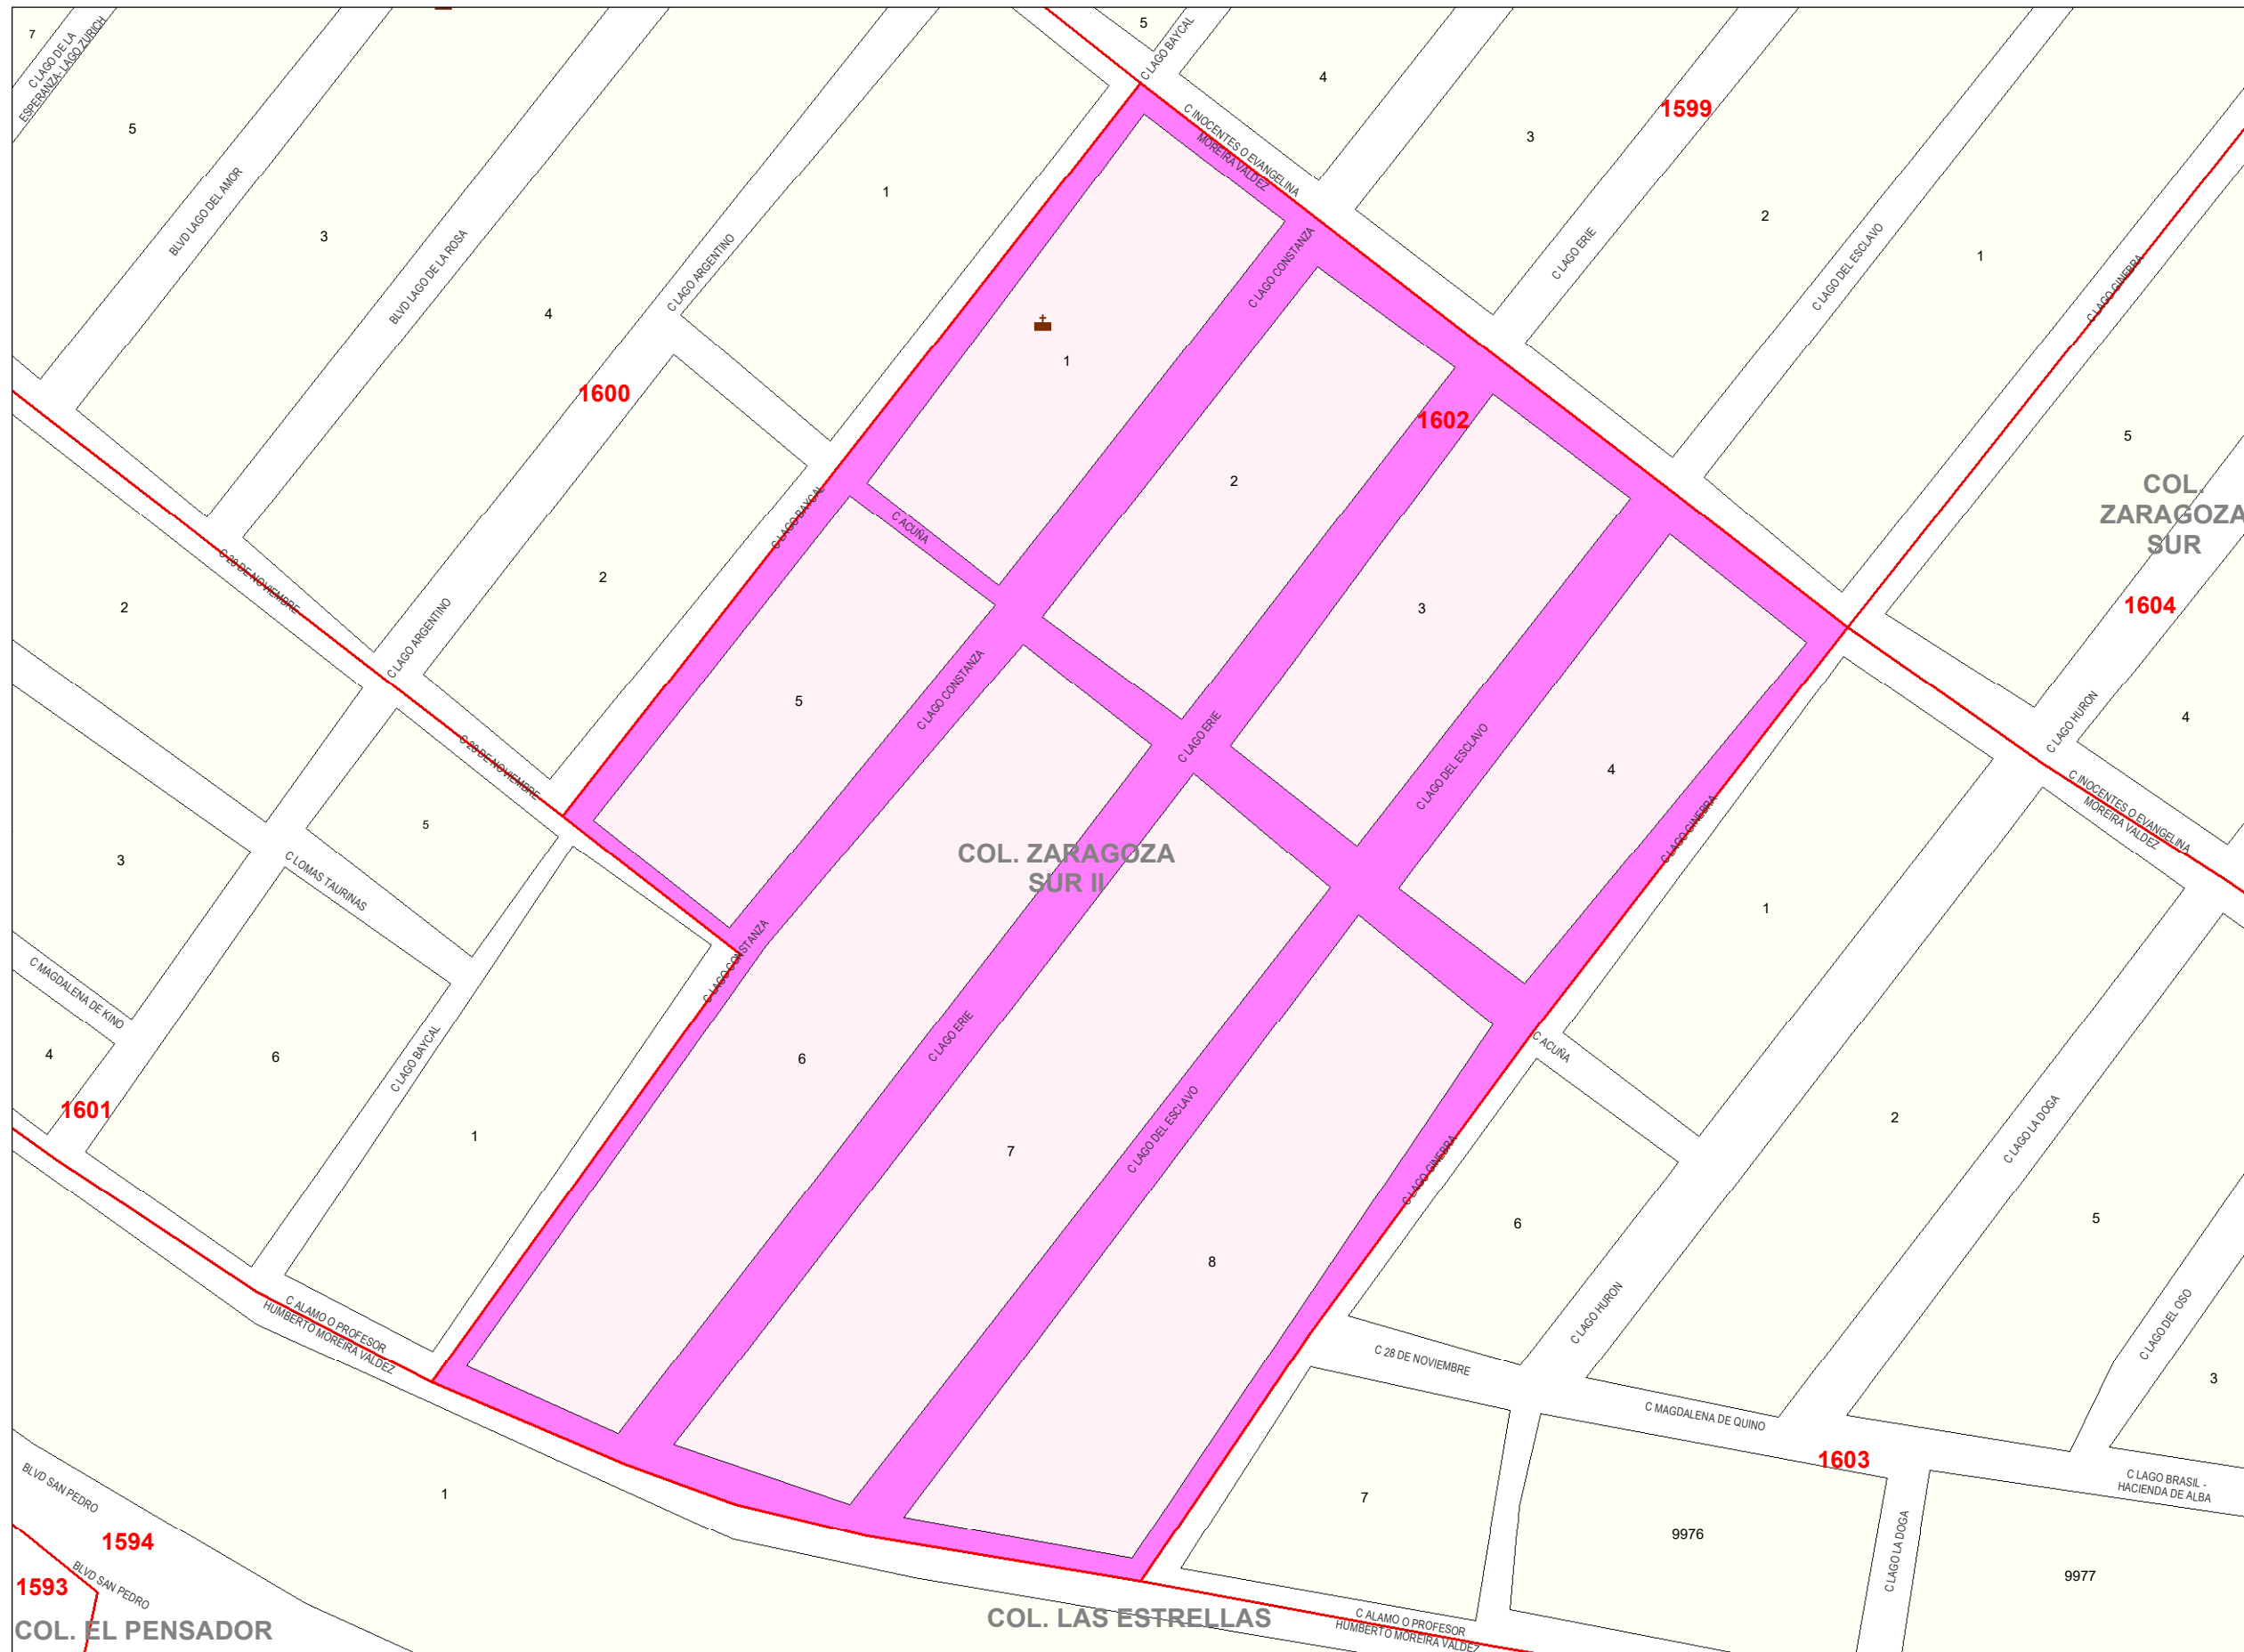 7
C LAGO DE LA
ESPERANZA- LAGO ZURICH
5
C LAGO BAYCAL
4
5
BLVD LAGO DEL AMOR
3
BLVD LAGO DE LA ROSA
4
C LAGO ARGENTINO
1
C INOCENTES O EVANGELINA
MOREIRA VALDEZ
3
1599
2
C LAGO ERIE
C LAGO DEL ESCLAVO
1
C LAGO GINEBRA
C LAGO CONSTANZA
1600
1
1602
2
5
COL.
ZARAGOZA
SUR
1604
C LAGO BAYCAL
C ACUÑA
2
C 28 DE NOVIEMBRE
2
C LAGO ARGENTINO
3
C LAGO CONSTANZA
5
C LAGO ERIE
C LAGO DEL ESCLAVO
4
C LAGO HURON
4
C 28 DE NOVIEMBRE
C INOCENTES O EVANGELINA
MOREIRA VALDEZ
C LAGO GINEBRA
5
3
C LOMAS TAURINAS
COL. ZARAGOZA
SUR II
1
C LAGO CONSTANZA
C MAGDALENA DE KINO
4
6
C LAGO BAYCAL
6
C LAGO ERIE
C ACUÑA
1601
1
7
C LAGO DEL ESCLAVO
C LAGO GINEBRA
2
C LAGO LA DOGA
6
5
8
C ALAMO O PROFESOR
HUMBERTO MOREIRA VALDEZ
C LAGO HURON
C LAGO DEL OSO
C 28 DE NOVIEMBRE
3
C MAGDALENA DE QUINO
1603
C LAGO BRASIL -
HACIENDA DE ALBA
BLVD SAN PEDRO
1
7
9976
C LAGO LA DOGA
9977
1594
1593
BLVD SAN PEDRO
COL. EL PENSADOR
COL. LAS ESTRELLAS
C ALAMO O PROFESOR
HUMBERTO MOREIRA VALDEZ